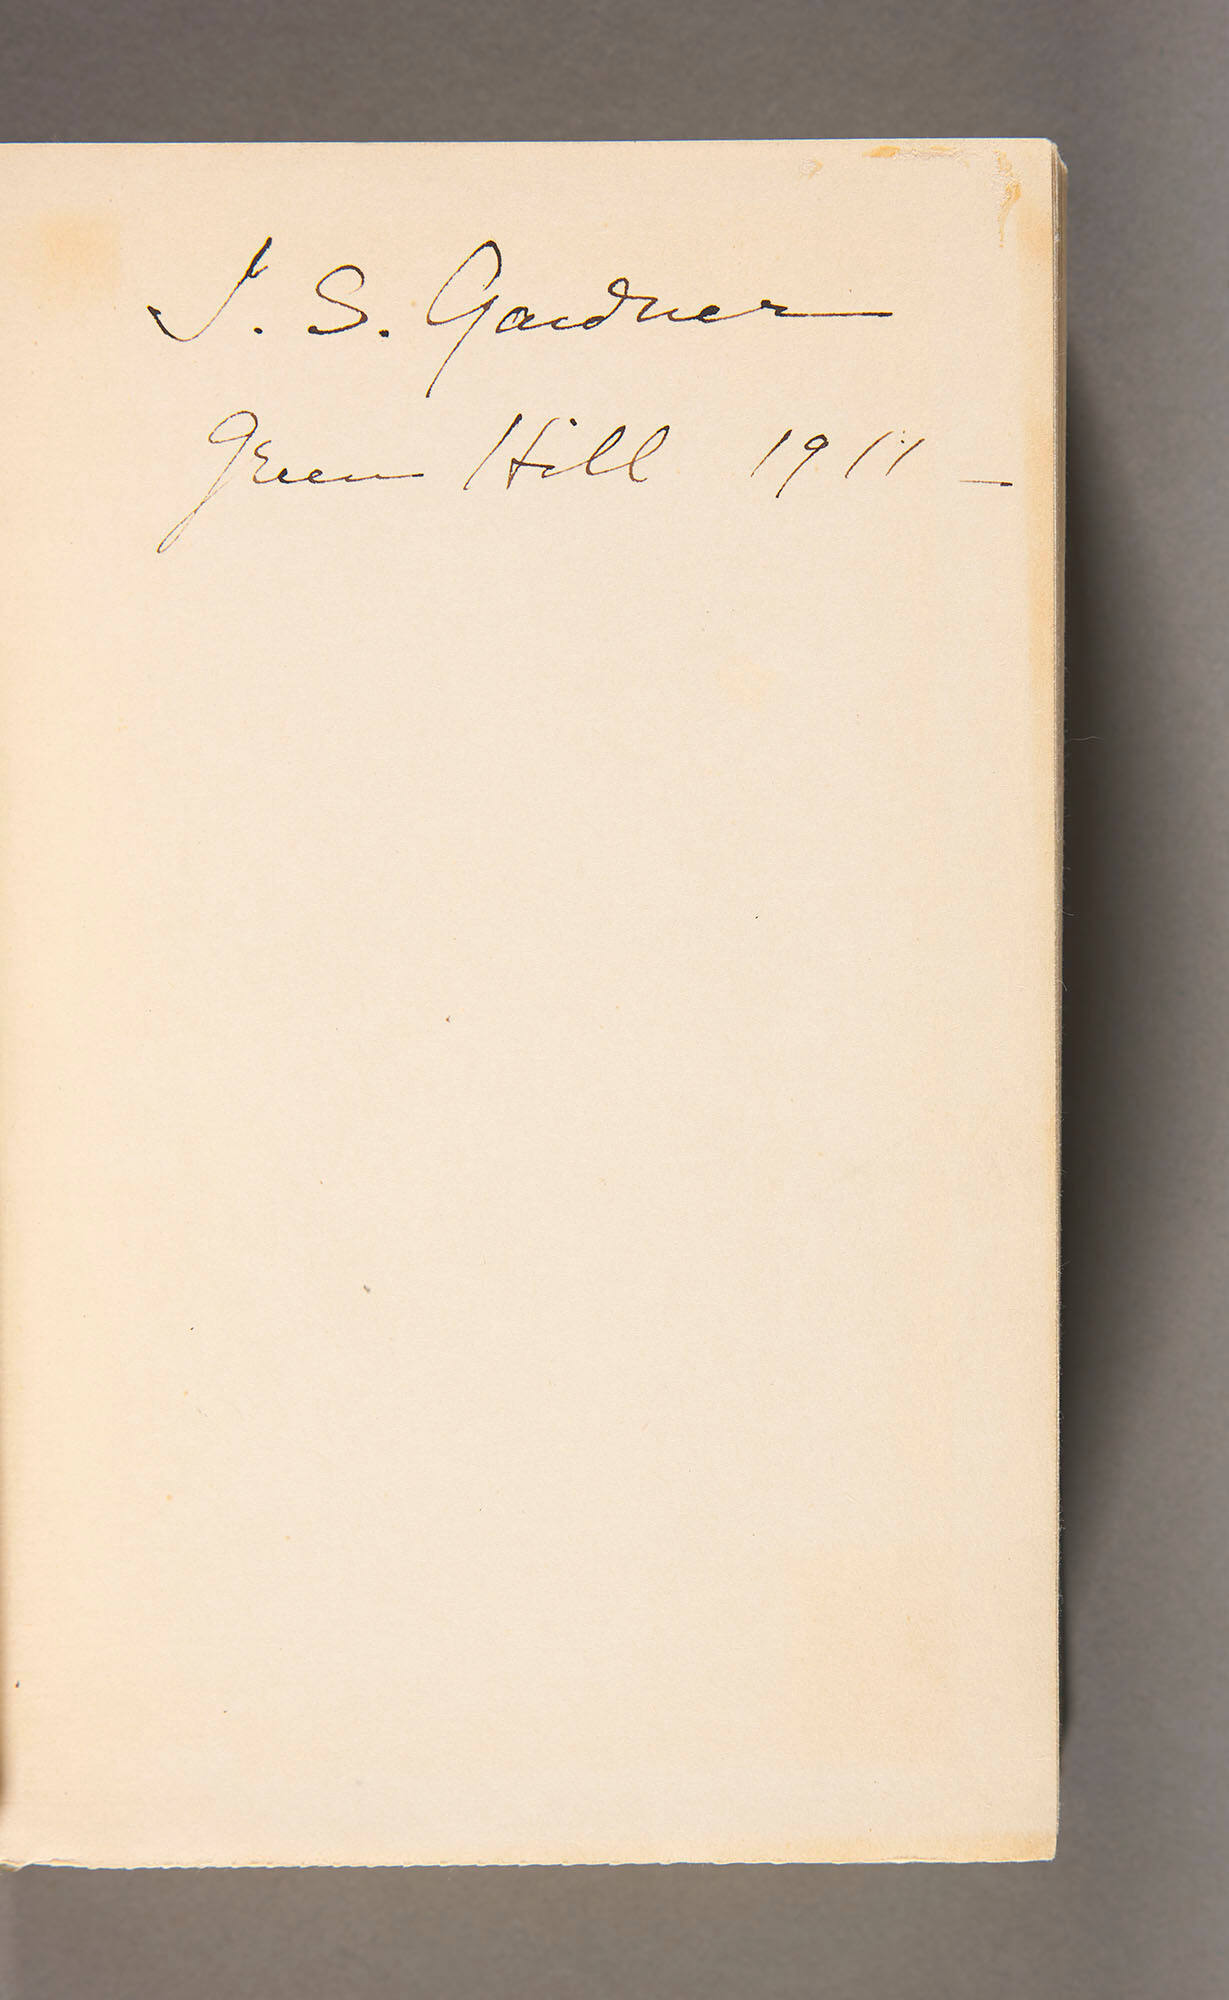 I. S. Gardner
Green Hill 1911 —